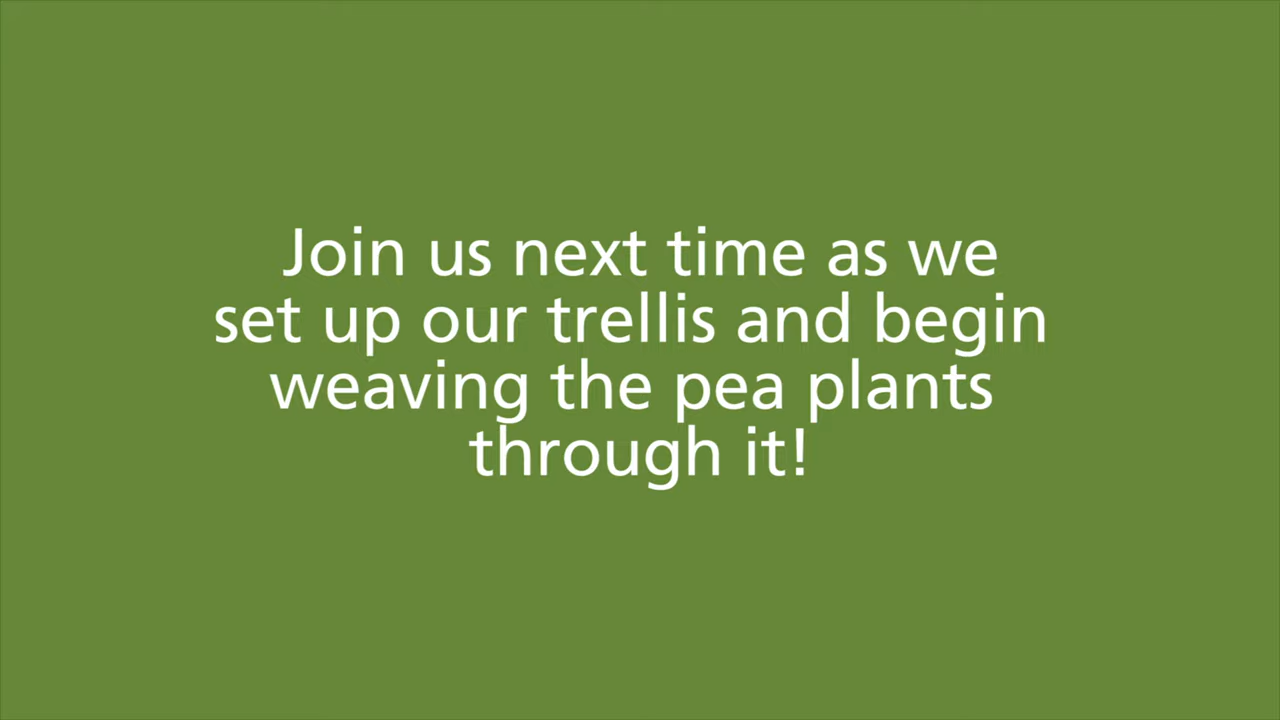 Join us next time as we
set up our trellis and begin
weaving the pea plants
through it!